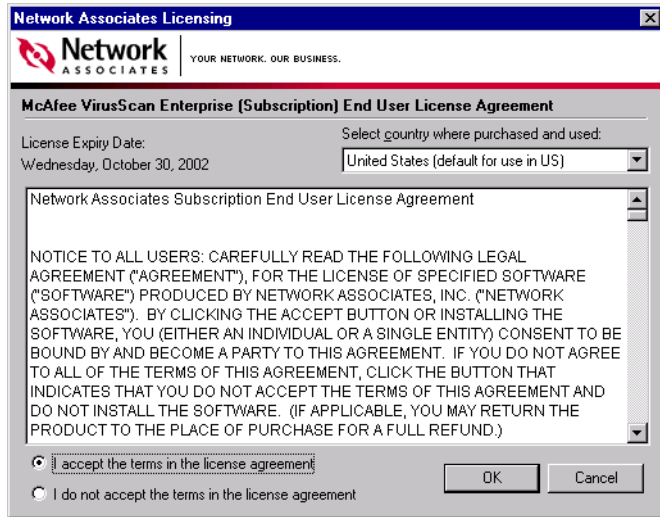 Network Associates Licensing
Network
ASSOCIATES
YOUR NETWORK. OUR BUSINESS.
McAfee VirusScan Enterprise (Subscription) End User License Agreement
License Expiry Date:
Wednesday, October 30, 2002
Select country where purchased and used:
United States (default for use in US)
Network Associates Subscription End User License Agreement
NOTICE TO ALL USERS: CAREFULLY READ THE FOLLOWING LEGAL
AGREEMENT ("AGREEMENT"), FOR THE LICENSE OF SPECIFIED SOFTWARE
("SOFTWARE") PRODUCED BY NETWORK ASSOCIATES, INC. ("NETWORK
ASSOCIATES"). BY CLICKING THE ACCEPT BUTTON OR INSTALLING THE
SOFTWARE, YOU (EITHER AN INDIVIDUAL OR A SINGLE ENTITY) CONSENT TO BE
BOUND BY AND BECOME A PARTY TO THIS AGREEMENT. IF YOU DO NOT AGREE
TO ALL OF THE TERMS OF THIS AGREEMENT, CLICK THE BUTTON THAT
INDICATES THAT YOU DO NOT ACCEPT THE TERMS OF THIS AGREEMENT AND
DO NOT INSTALL THE SOFTWARE. (IF APPLICABLE, YOU MAY RETURN THE
PRODUCT TO THE PLACE OF PURCHASE FOR A FULL REFUND.)
I accept the terms in the license agreement
I do not accept the terms in the license agreement
OK
Cancel